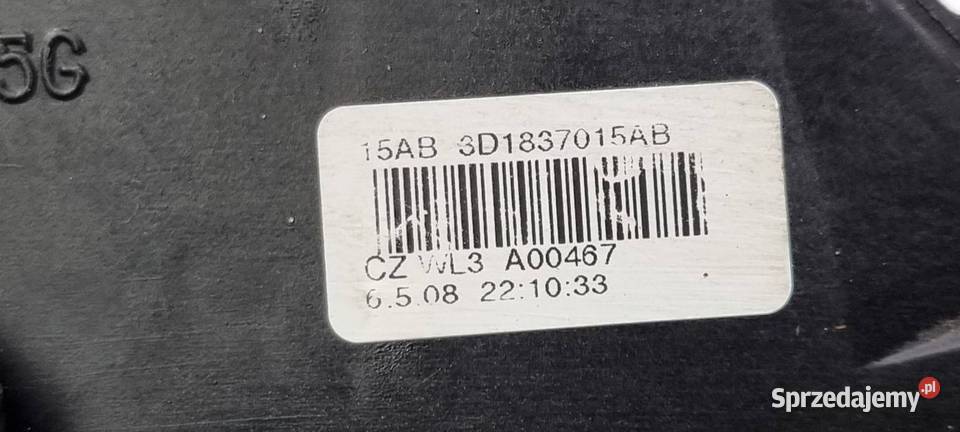 5G
15AB 3D1837015AB
CZ WL3 A00467
6.5.08 22:10:33
Sprzedajemy.pl